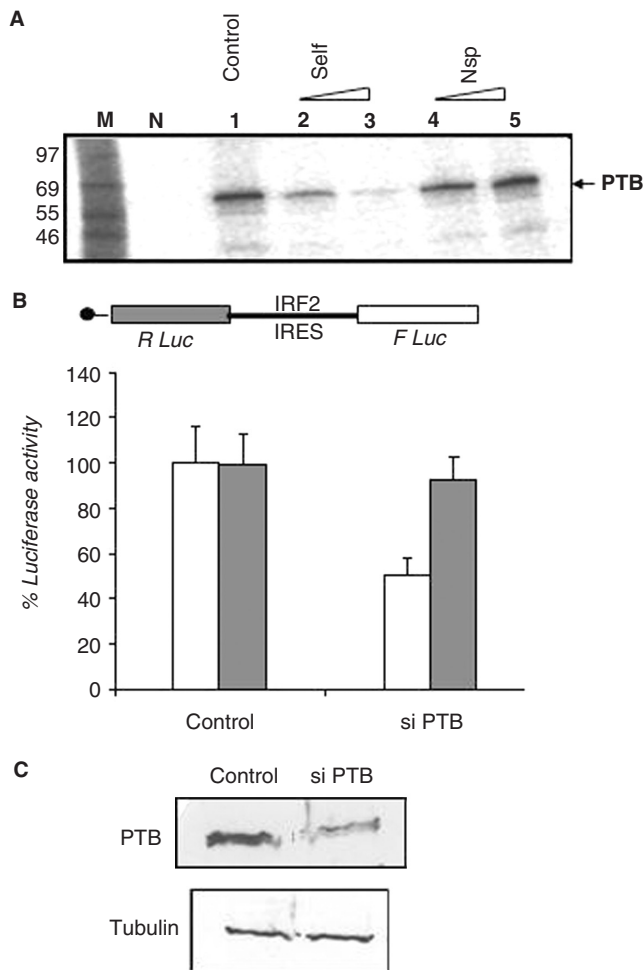 A
Control
Self
Nsp
M N 1 2 3 4 5
97
69
55
46
PTB
B
IRF2
IRES
R Luc
F Luc
% Luciferase activity
140
120
100
80
60
40
20
0
Control
si PTB
C
Control si PTB
PTB
Tubulin